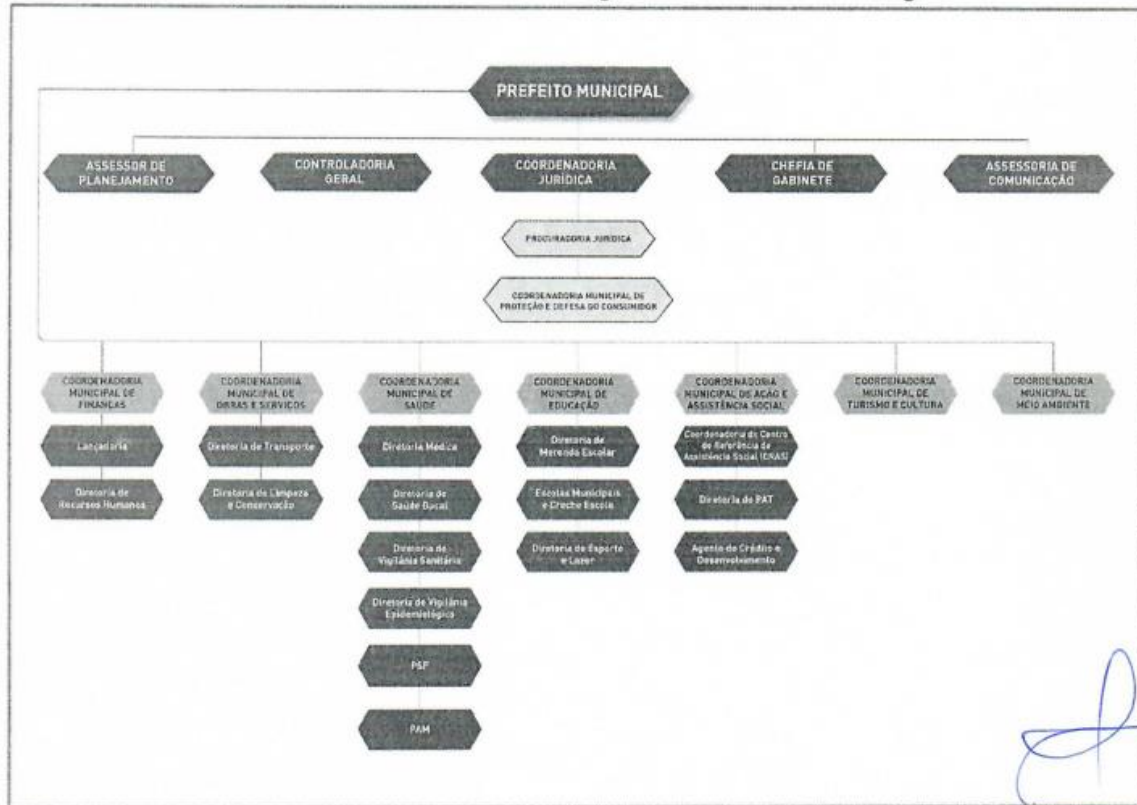 PREFEITO MUNICIPAL
ASSESSOR DE
PLANEJAMENTO
CONTROLADORIA
GERAL
COORDENADORIA
JURÍDICA
CHEFIA DE
GABINETE
ASSESSORIA DE
COMUNICAÇÃO
PROCURADORIA JURÍDICA
COORDENADORIA MUNICIPAL DE
PROTEÇÃO E DEFESA DO CONSUMIDOR
COORDENADORIA
MUNICIPAL DE
FINANÇAS
COORDENADORIA
MUNICIPAL DE
OBRAS E SERVIÇOS
COORDENADORIA
MUNICIPAL DE
SAÚDE
COORDENADORIA
MUNICIPAL DE
EDUCAÇÃO
COORDENADORIA
MUNICIPAL DE AÇÃO E
ASSISTÊNCIA SOCIAL
COORDENADORIA
MUNICIPAL DE
TURISMO E CULTURA
COORDENADORIA
MUNICIPAL DE
MEIO AMBIENTE
Lançadoria
Diretoria de Transporte
Diretoria Médica
Diretoria de
Merenda Escolar
Coordenadoria do Centro
de Referência de
Assistência Social (CRAS)
Diretoria de
Recursos Humanos
Diretoria de Limpeza
e Conservação
Diretoria de
Saúde Bucal
Escolas Municipais
e Creche Escola
Diretoria do PAT
Diretoria de
Vigilânia Sanitária
Diretoria de Esporte
e Lazer
Agente de Crédito e
Desenvolvimento
Diretoria de Vigilânia
Epidemiológica
PSF
PAM